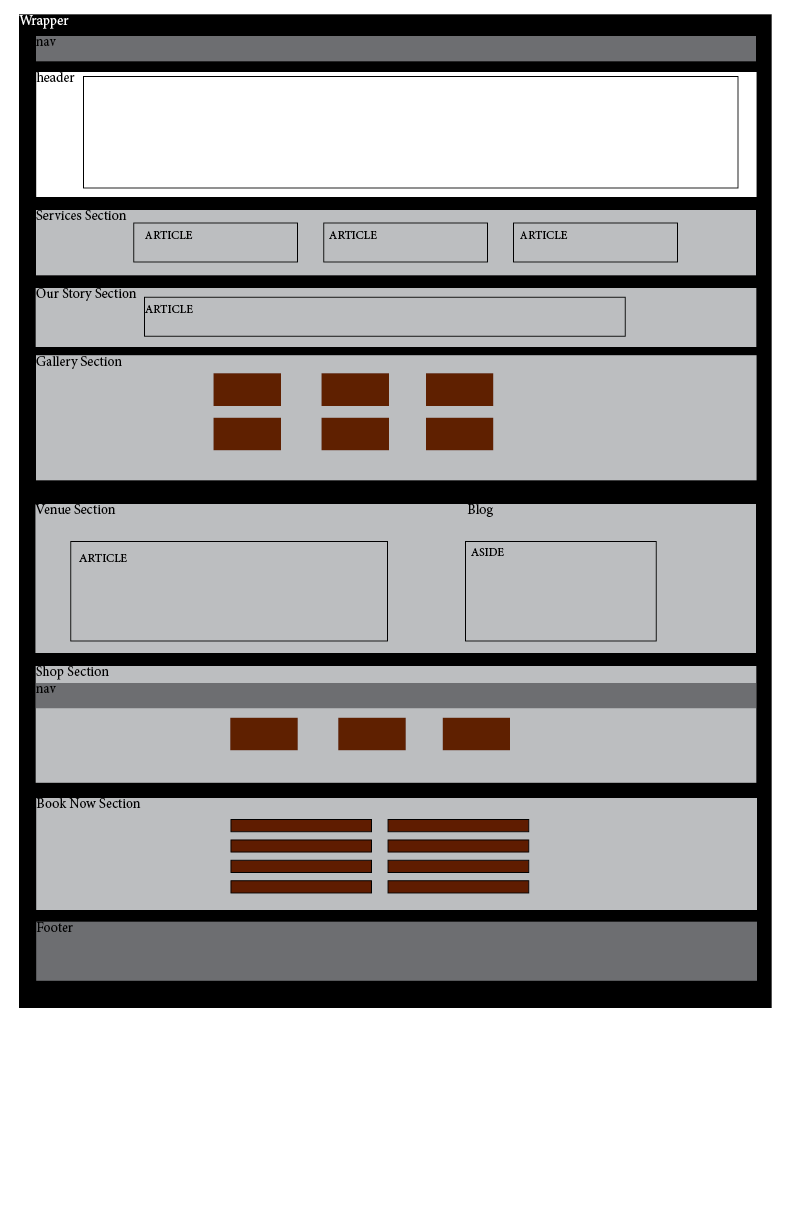 Wrapper
nav
header
Services Section
ARTICLE ARTICLE ARTICLE
Our Story Section
ARTICLE
Gallery Section
Venue Section
Blog
ARTICLE
ASIDE
Shop Section
nav
Book Now Section
Footer